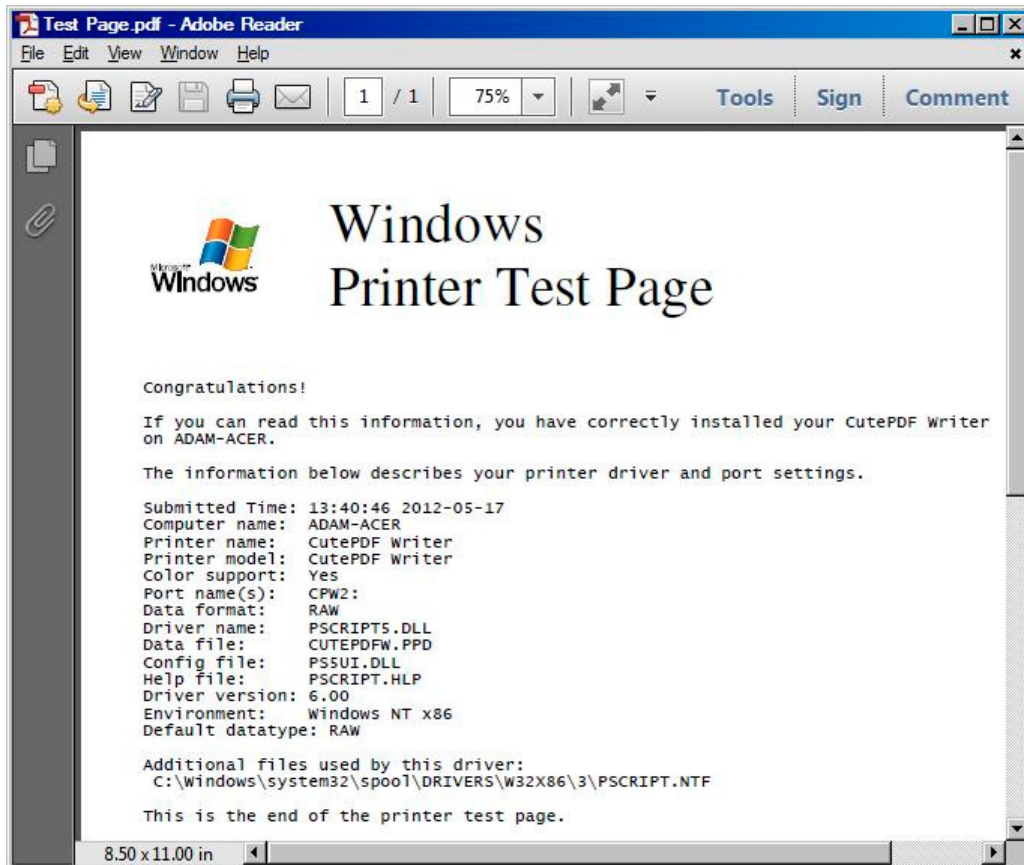 Test Page.pdf - Adobe Reader
File Edit View Window Help
1 / 1 75% Tools Sign Comment
Microsoft
Windows
Windows
Printer Test Page
Congratulations!
If you can read this information, you have correctly installed your CutePDF Writer
on ADAM-ACER.
The information below describes your printer driver and port settings.
Submitted Time: 13:40:46 2012-05-17
Computer name: ADAM-ACER
Printer name: CutePDF Writer
Printer model: CutePDF Writer
Color support: Yes
Port name(s): CPW2:
Data format: RAW
Driver name: PSCRIPT5.DLL
Data file: CUTEPDFW.PPD
Config file: PS5UI.DLL
Help file: PSCRIPT.HLP
Driver version: 6.00
Environment: Windows NT x86
Default datatype: RAW
Additional files used by this driver:
C:\Windows\system32\spool\DRIVERS\W32X86\3\PSCRIPT.NTF
This is the end of the printer test page.
8.50 x 11.00 in